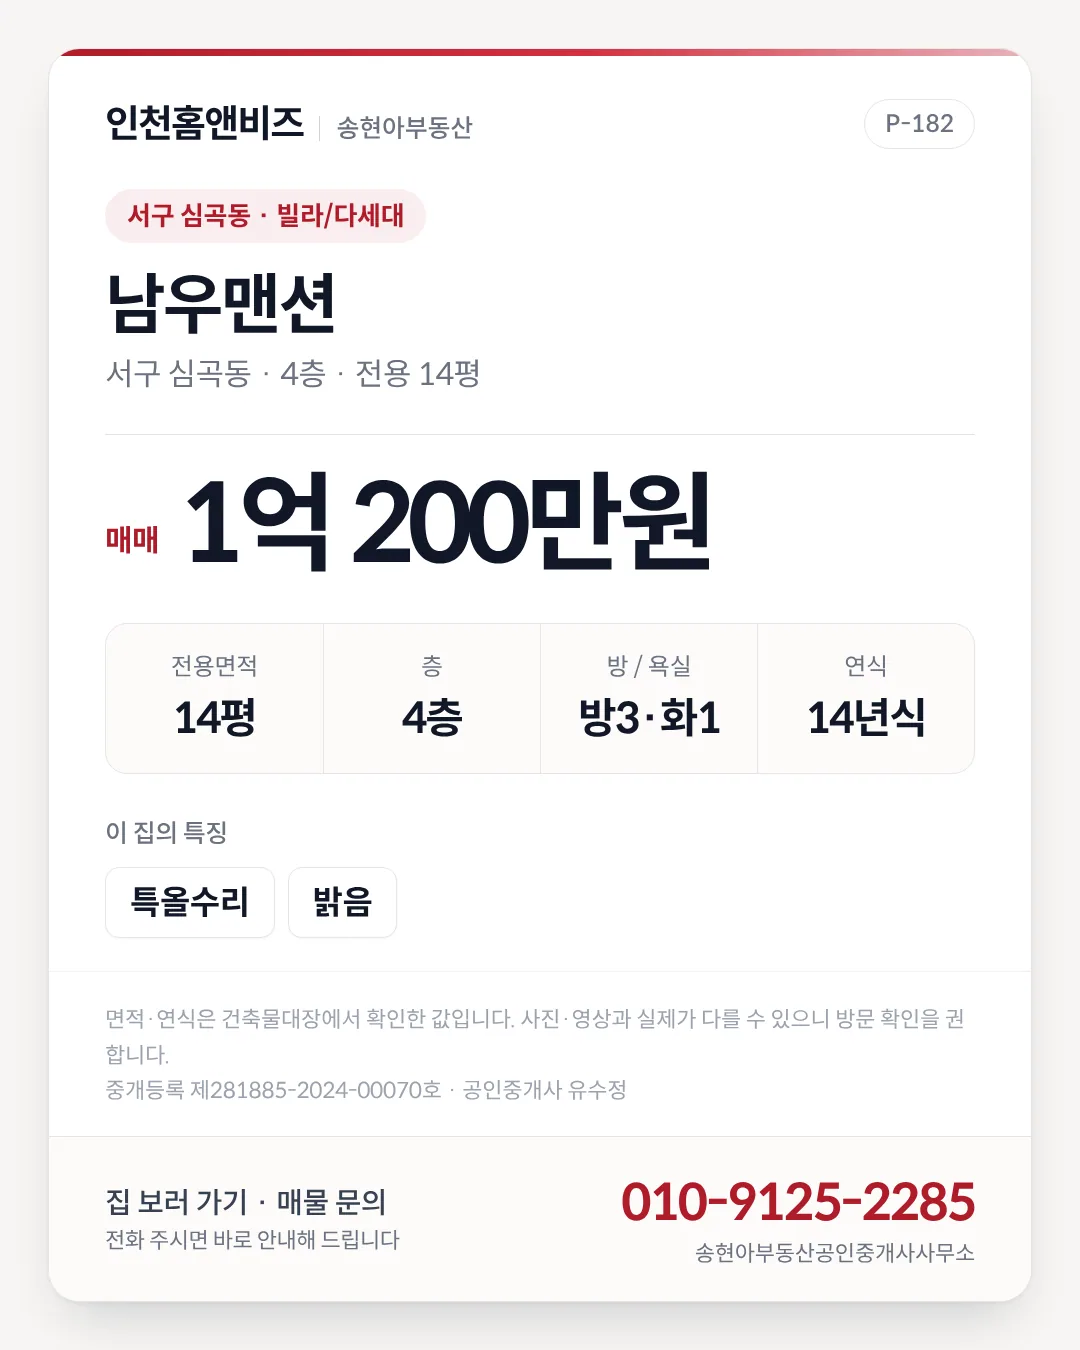 인천홈앤비즈 | 송현아부동산
P-182
서구 심곡동 · 빌라/다세대
남우맨션
서구 심곡동 · 4층 · 전용 14평
매매 1억 200만원
전용면적
14평
층
4층
방 / 욕실
방3·화1
연식
14년식
이 집의 특징
특올수리
밝음
면적·연식은 건축물대장에서 확인한 값입니다. 사진·영상과 실제가 다를 수 있으니 방문 확인을 권
합니다.
중개등록 제281885-2024-00070호 · 공인중개사 유수정
집 보러 가기 · 매물 문의
전화 주시면 바로 안내해 드립니다
010-9125-2285
송현아부동산공인중개사사무소